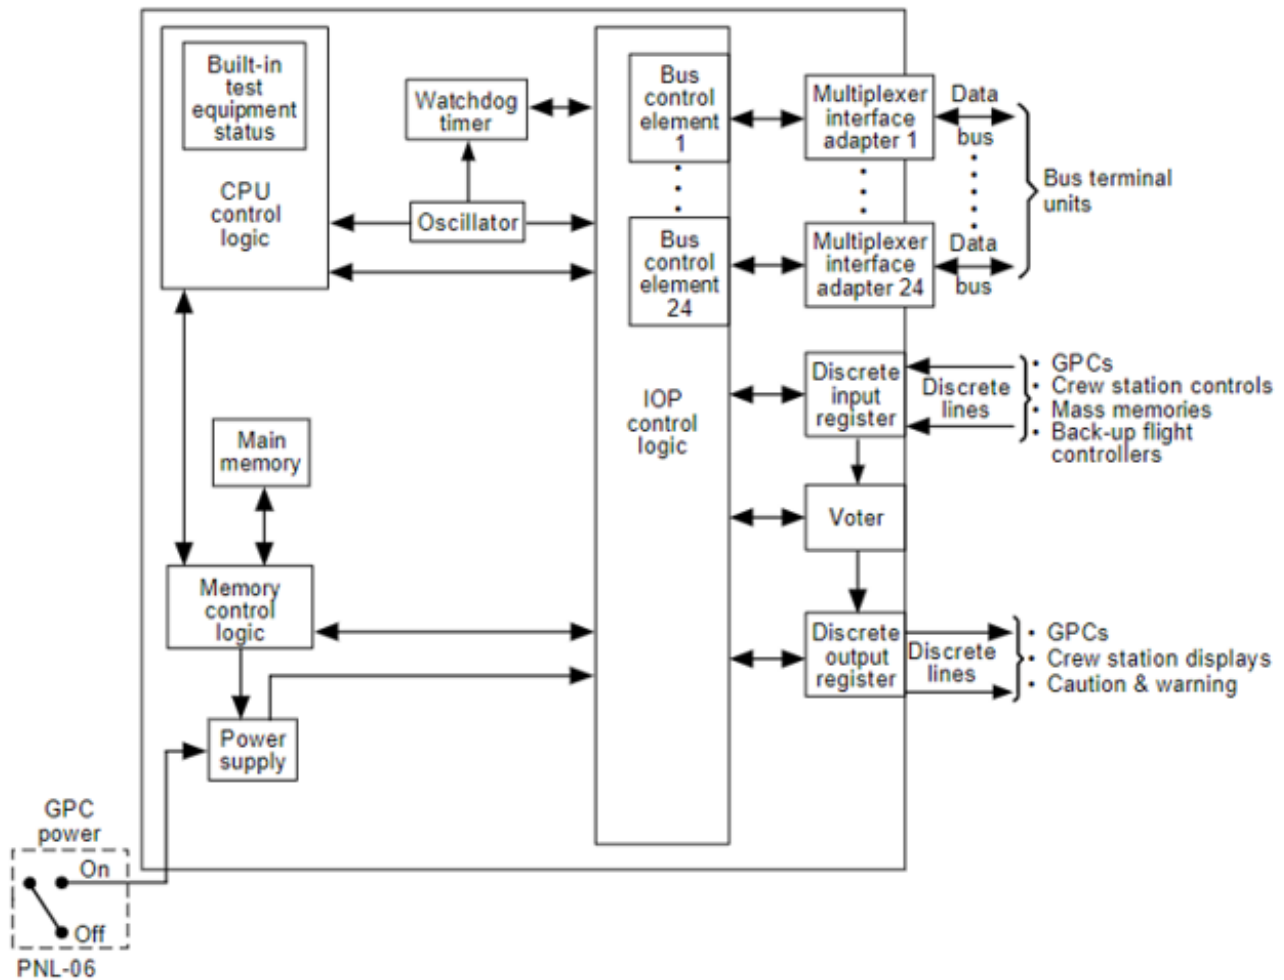 Built-in
test
equipment
status
CPU
control
logic
Watchdog
timer
Oscillator
Bus
control
element
1
Bus
control
element
24
IOP
control
logic
Multiplexer
interface
adapter 1
Multiplexer
interface
adapter 24
Data
bus
Data
bus
Bus terminal
units
Discrete
input
register
Discrete
lines
• GPCs
• Crew station controls
• Mass memories
• Back-up flight
controllers
Main
memory
Voter
Memory
control
logic
Discrete
output
register
Discrete
lines
• GPCs
• Crew station displays
• Caution & warning
Power
supply
GPC
power
On
Off
PNL-06